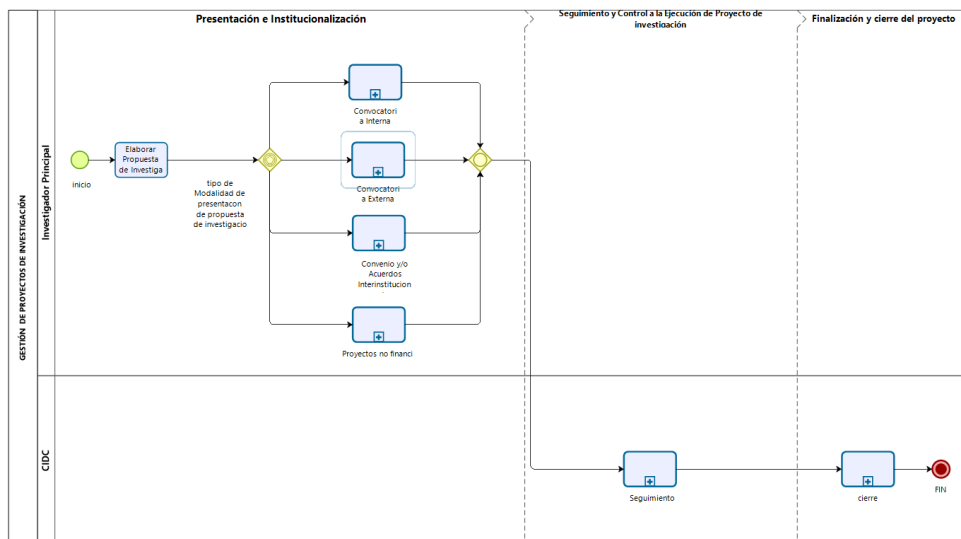 Presentación e Institucionalización
Seguimiento y Control a la Ejecución de Proyecto de
investigación
Finalización y cierre del proyecto
GESTIÓN DE PROYECTOS DE INVESTIGACIÓN
Investigador Principal
inicio
Elaborar
Propuesta
de Investiga
tipo de
Modalidad de
presentacon
de propuesta
de investigacio
Convocatori
a Interna
Convocatori
a Externa
Convenio y/o
Acuerdos
Interinstitucion
Proyectos no financi
CIDC
Seguimiento
cierre
FIN